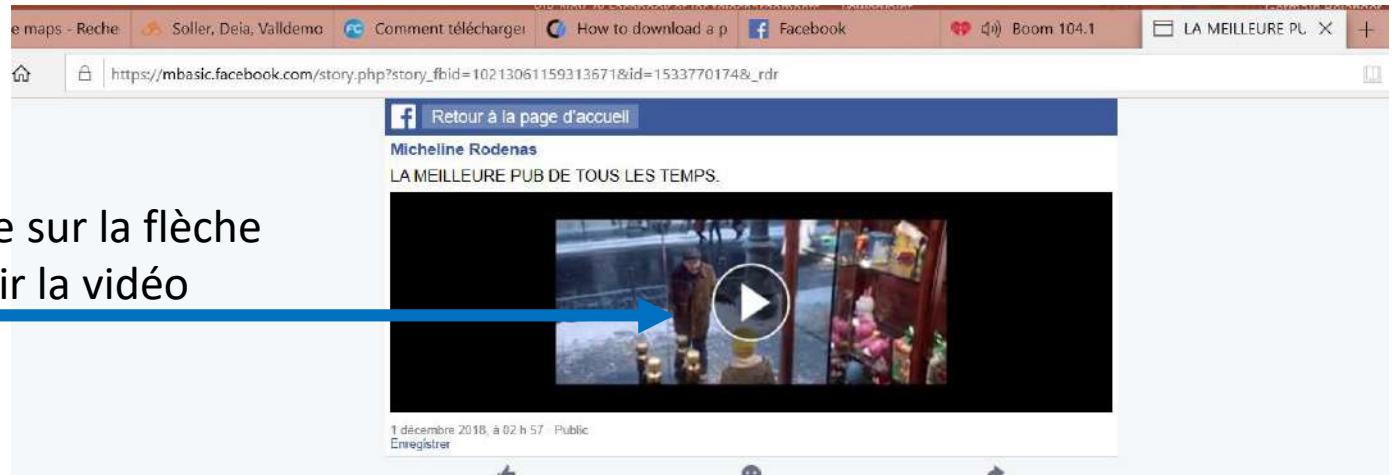 e maps - Reche
Soller, Deia, Valldemo
Comment télécharger
How to download a p
Facebook
Boom 104.1
LA MEILLEURE PU
https://mbasic.facebook.com/story.php?story_fbid=10213061159313671&id=1533770174&_rdr
Retour à la page d'accueil
Micheline Rodenas
LA MEILLEURE PUB DE TOUS LES TEMPS.
e sur la flèche
ir la vidéo
1 décembre 2018, à 02 h 57 · Public
Enregistrer